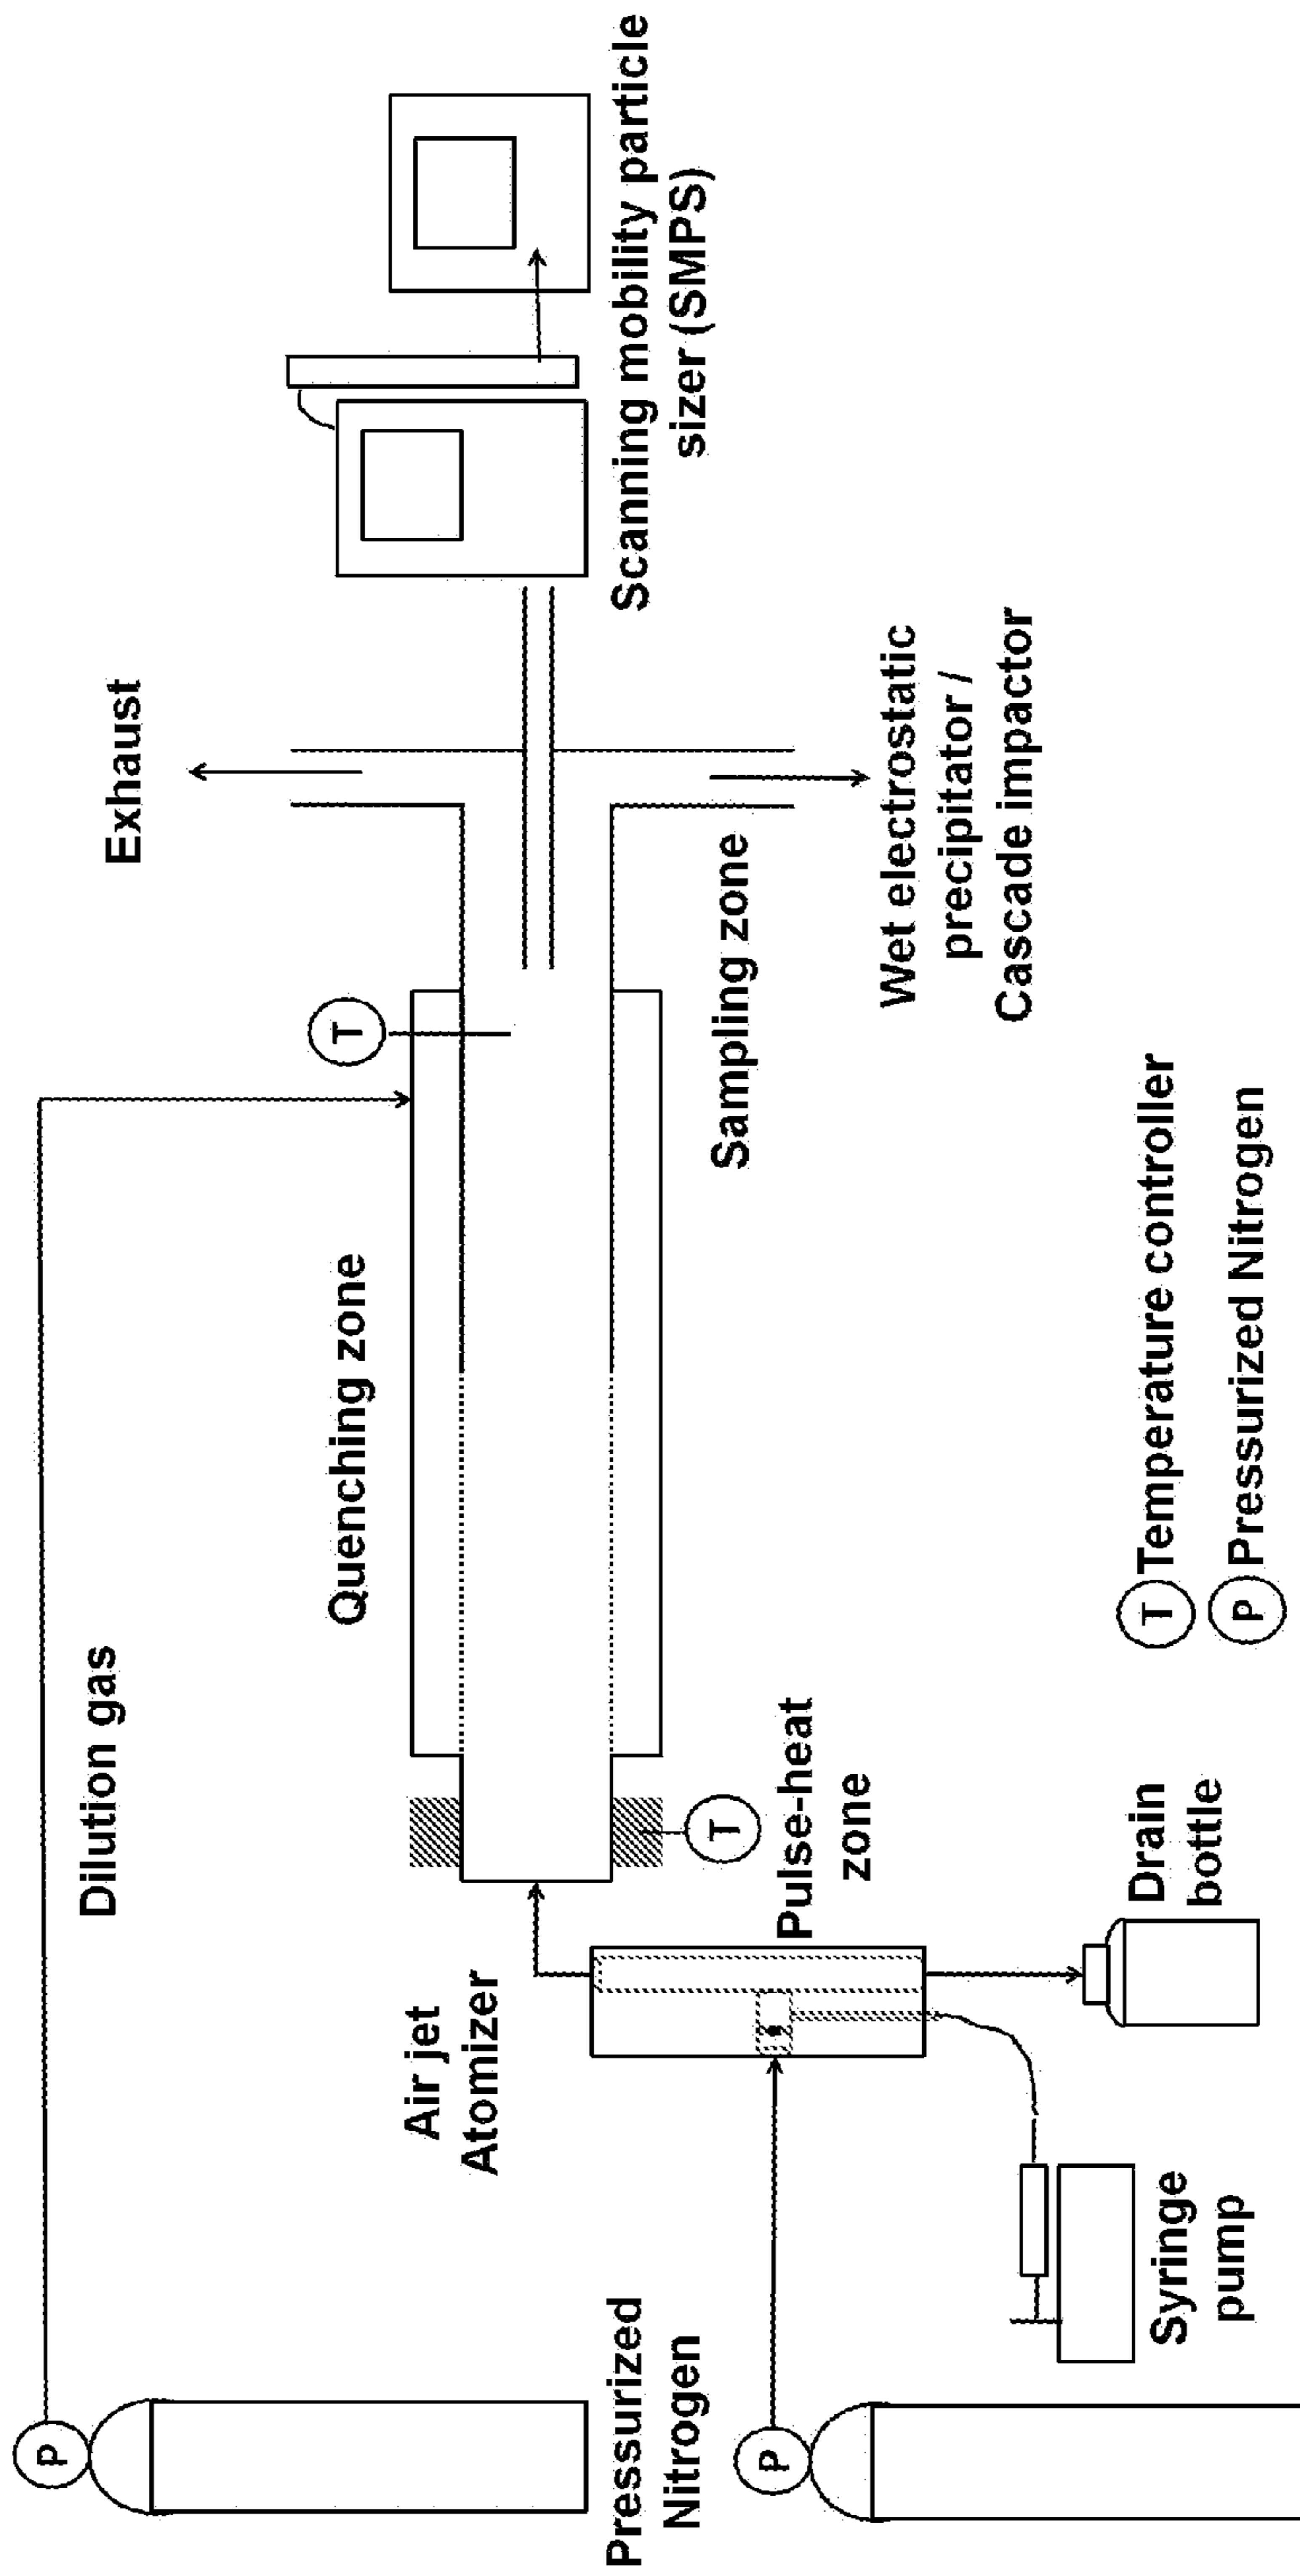 P
Dilution gas
Exhaust
Quenching zone
T
Air jet
Atomizer
Scanning mobility particle
sizer (SMPS)
Pressurized
Nitrogen
P
T
Pulse-heat
zone
Sampling zone
Wet electrostatic
precipitator /
Cascade impactor
Syringe
pump
Drain
bottle
T Temperature controller
P Pressurized Nitrogen